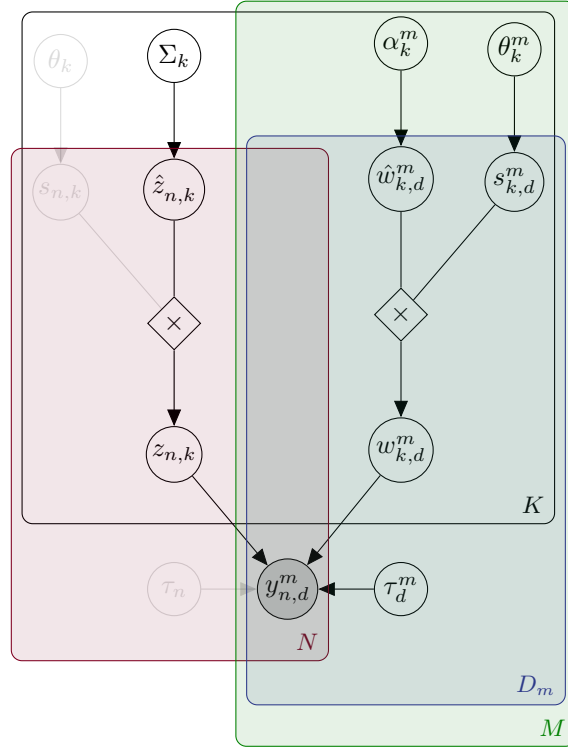 θ_k Σ_k α_k^m θ_k^m
s_{n,k} ẑ_{n,k} ŵ_{k,d}^m s_{k,d}^m
× ×
z_{n,k} w_{k,d}^m
K
τ_n y_{n,d}^m τ_d^m
N
D_m
M